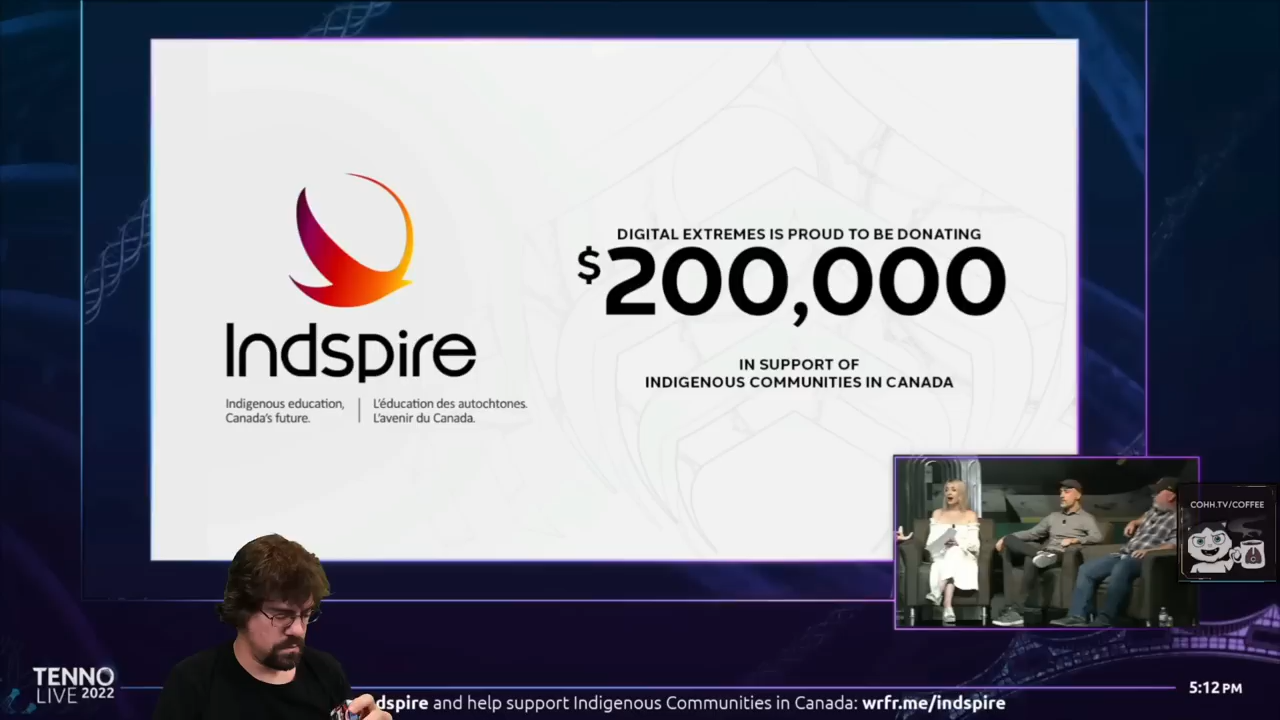 Indspire
Indigenous education,
Canada's future.
L'éducation des autochtones.
L'avenir du Canada.
DIGITAL EXTREMES IS PROUD TO BE DONATING
$200,000
IN SUPPORT OF
INDIGENOUS COMMUNITIES IN CANADA
COHH.TV/COFFEE
TENNO
LIVE 2022
dspire and help support Indigenous Communities in Canada: wrfr.me/indspire
5:12 PM